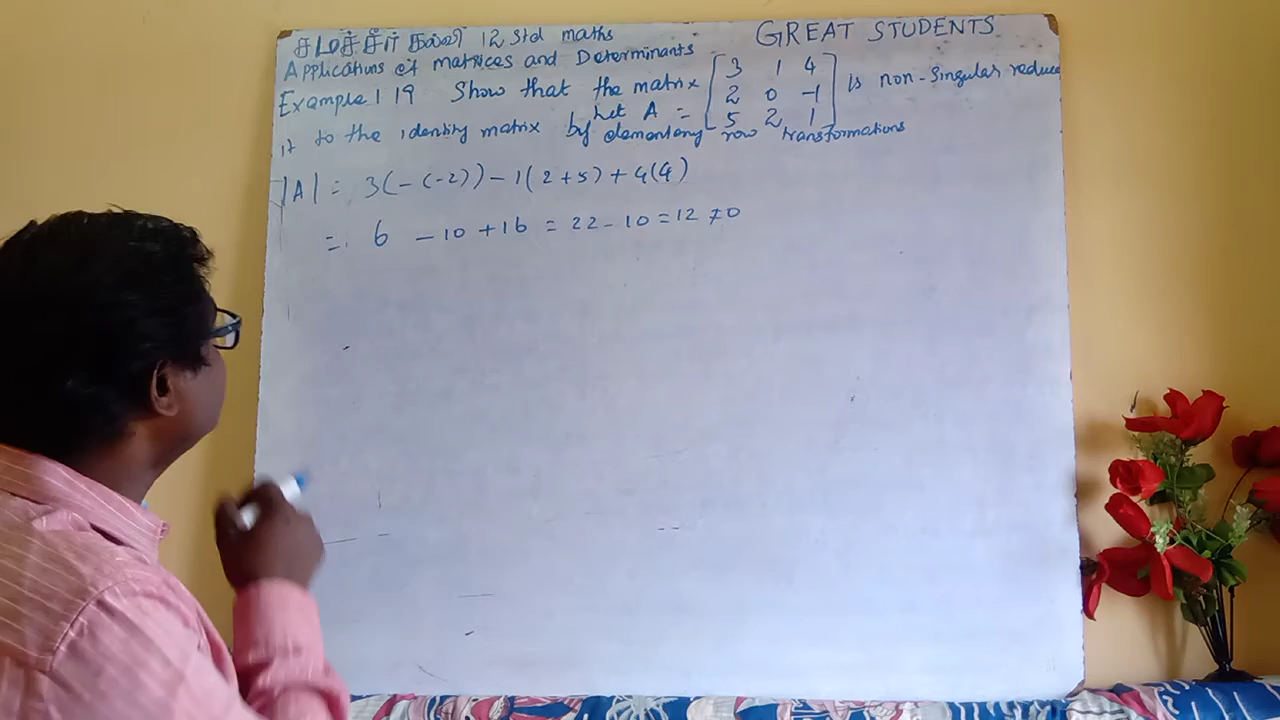 சமச்சீர் கல்வி 12 Std maths
GREAT STUDENTS
Applications of matrices and Determinants
Example 1 19 Show that the matrix [3 1 4
2 0 -1
5 2 1] is non-singular reduce
Let A =
it to the identity matrix by elementary row transformations
|A| = 3(-(-2)) - 1(2+5) + 4(4)
= 6 - 10 + 16 = 22 - 10 = 12 ≠ 0